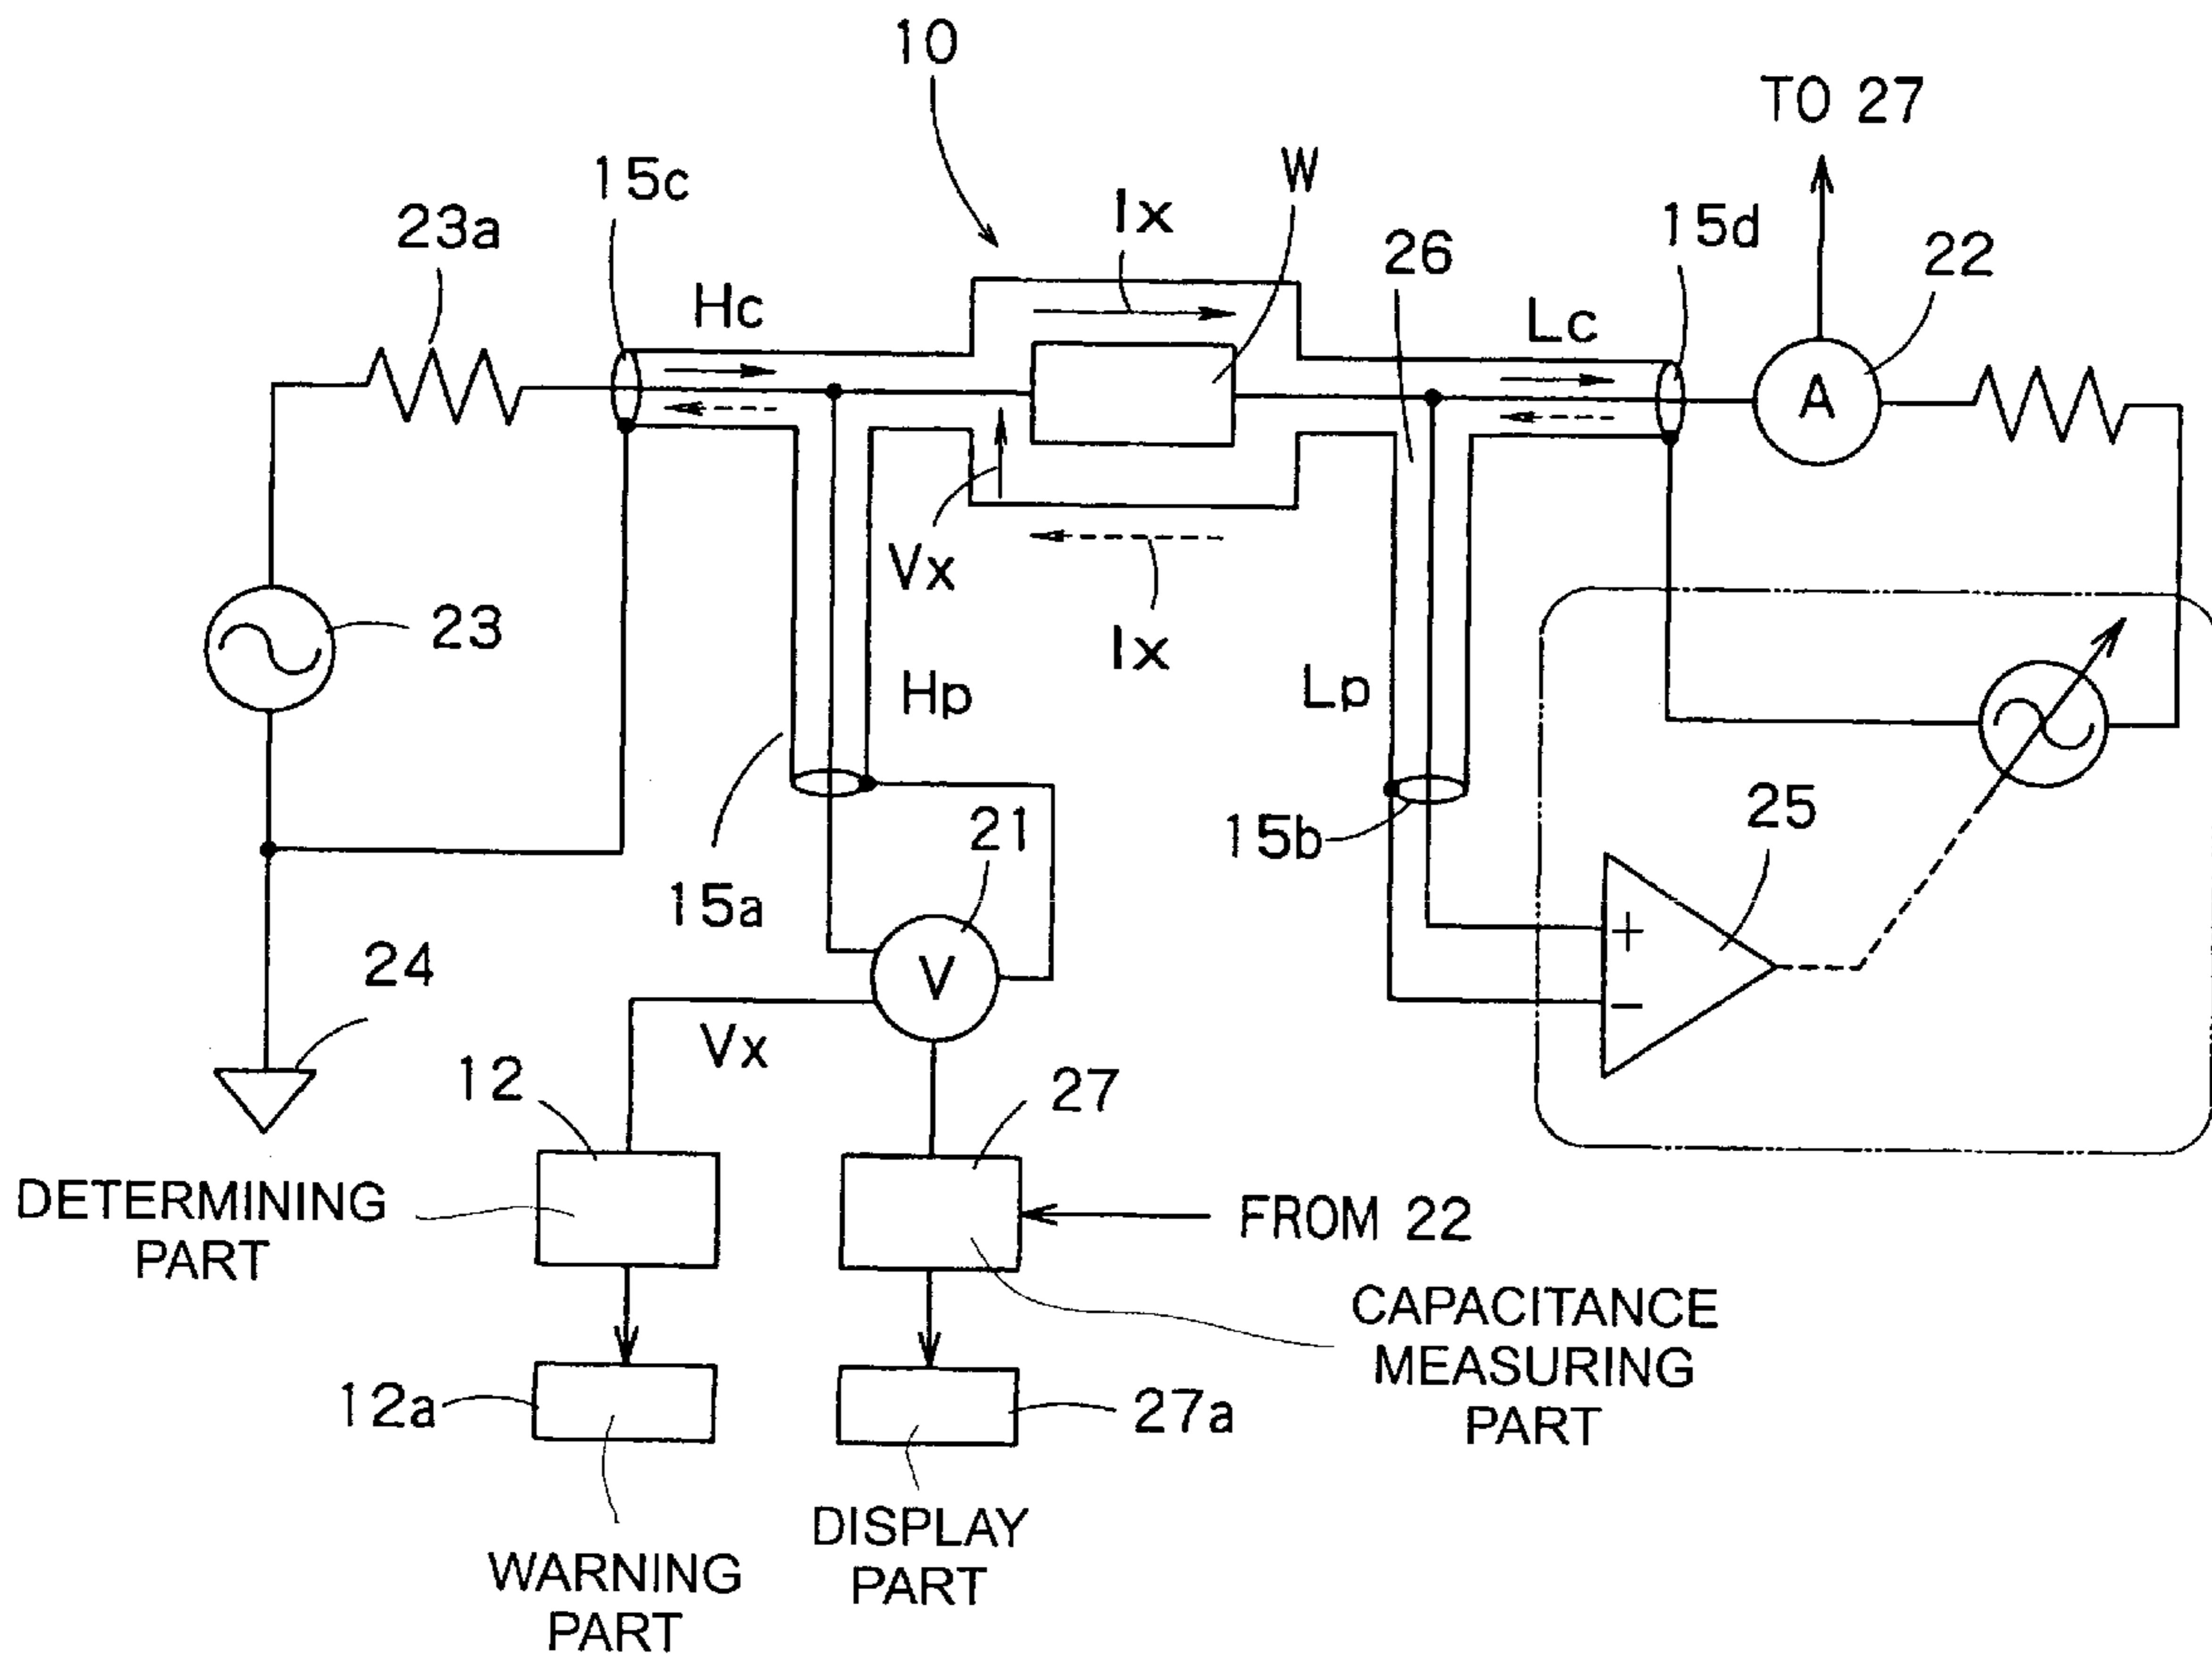 10
TO 27
15c
W
Ix
15d
23a
26
22
Hc
Lc
A
Vx
23
Ix
Hp
Lp
21
15b
25
15a
+
V
24
−
Vx
12
27
DETERMINING
PART
FROM 22
CAPACITANCE
MEASURING
PART
12a
27a
DISPLAY
PART
WARNING
PART